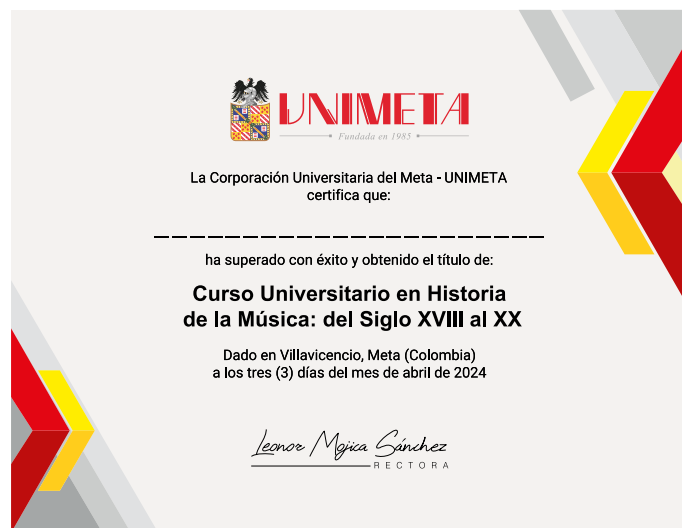 UNIMETA
Fundada en 1985
La Corporación Universitaria del Meta - UNIMETA
certifica que:
ha superado con éxito y obtenido el título de:
Curso Universitario en Historia
de la Música: del Siglo XVIII al XX
Dado en Villavicencio, Meta (Colombia)
a los tres (3) días del mes de abril de 2024
Leonor Mojica Sánchez
RECTORA